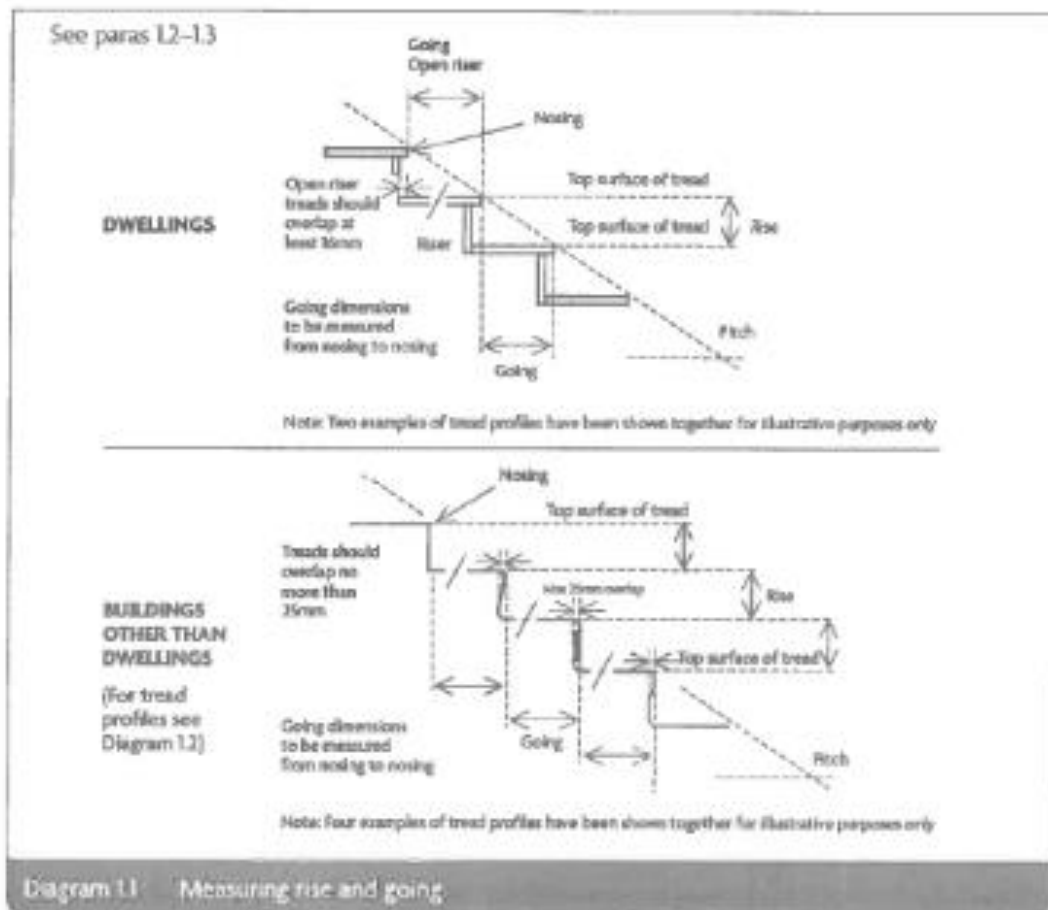 See paras 1.2–1.3
Going
Open riser
Nosing
Open riser
treads should
overlap at
least 16mm
Top surface of tread
DWELLINGS
Riser
Top surface of tread
Rise
Going dimensions
to be measured
from nosing to nosing
Pitch
Going
Note: Two examples of tread profiles have been shown together for illustrative purposes only
Nosing
Top surface of tread
Treads should
overlap no
more than
25mm
25mm overlap
Rise
BUILDINGS
OTHER THAN
DWELLINGS
Top surface of tread
(For tread
profiles see
Diagram 1.2)
Going dimensions
to be measured
from nosing to nosing
Going
Pitch
Note: Four examples of tread profiles have been shown together for illustrative purposes only
Diagram 1.1 Measuring rise and going